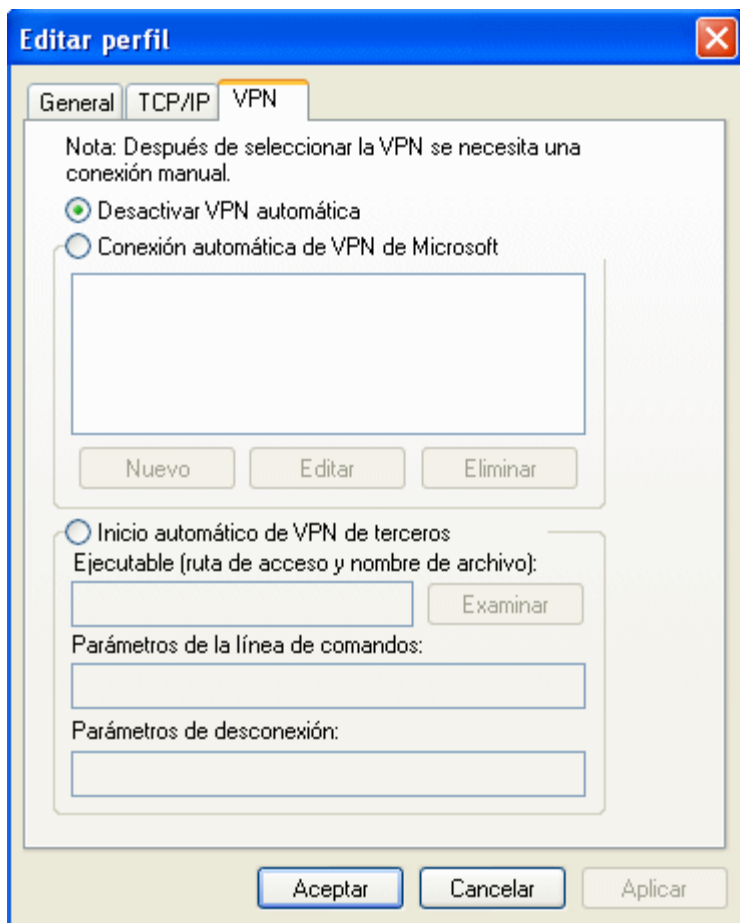 Editar perfil
General TCP/IP VPN
Nota: Después de seleccionar la VPN se necesita una
conexión manual.
Desactivar VPN automática
Conexión automática de VPN de Microsoft
Nuevo Editar Eliminar
Inicio automático de VPN de terceros
Ejecutable (ruta de acceso y nombre de archivo):
Examinar
Parámetros de la línea de comandos:
Parámetros de desconexión:
Aceptar Cancelar Aplicar